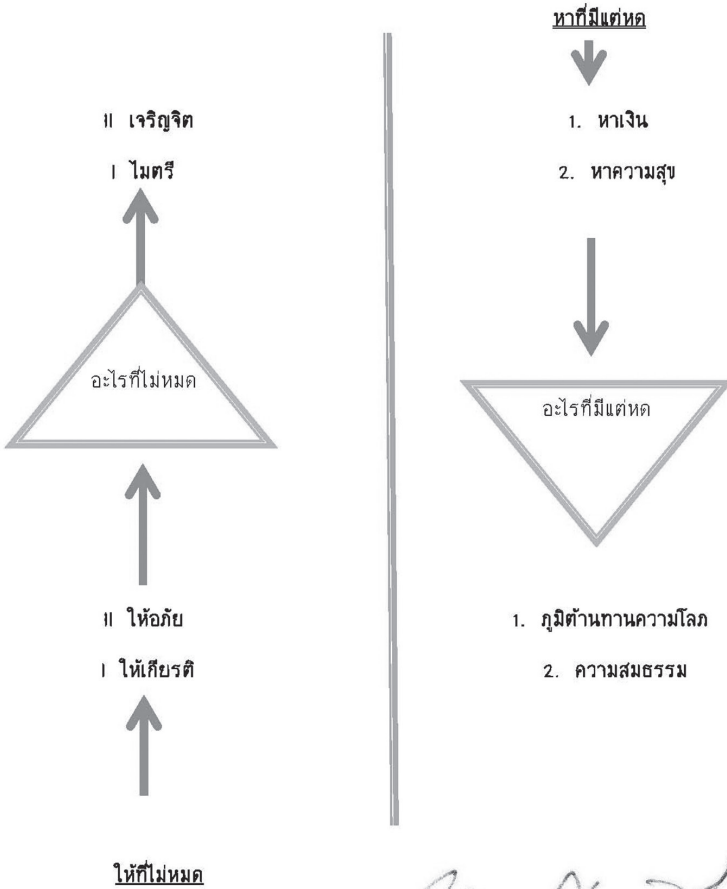 ॥ เจริญจิต
। ไมตรี
อะไรที่ไม่หมด
॥ ให้อภัย
। ให้เกียรติ
ให้ที่ไม่หมด
หาที่มีแต่หด
1. หาเงิน
2. หาความสุข
อะไรที่มีแต่หด
1. ภูมิต้านทานความโลภ
2. ความสมธรรม